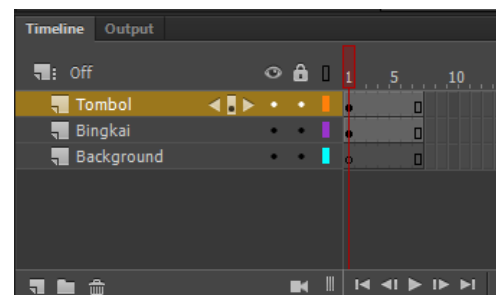 Timeline Output
Off 1 5 10
Tombol
Bingkai
Background